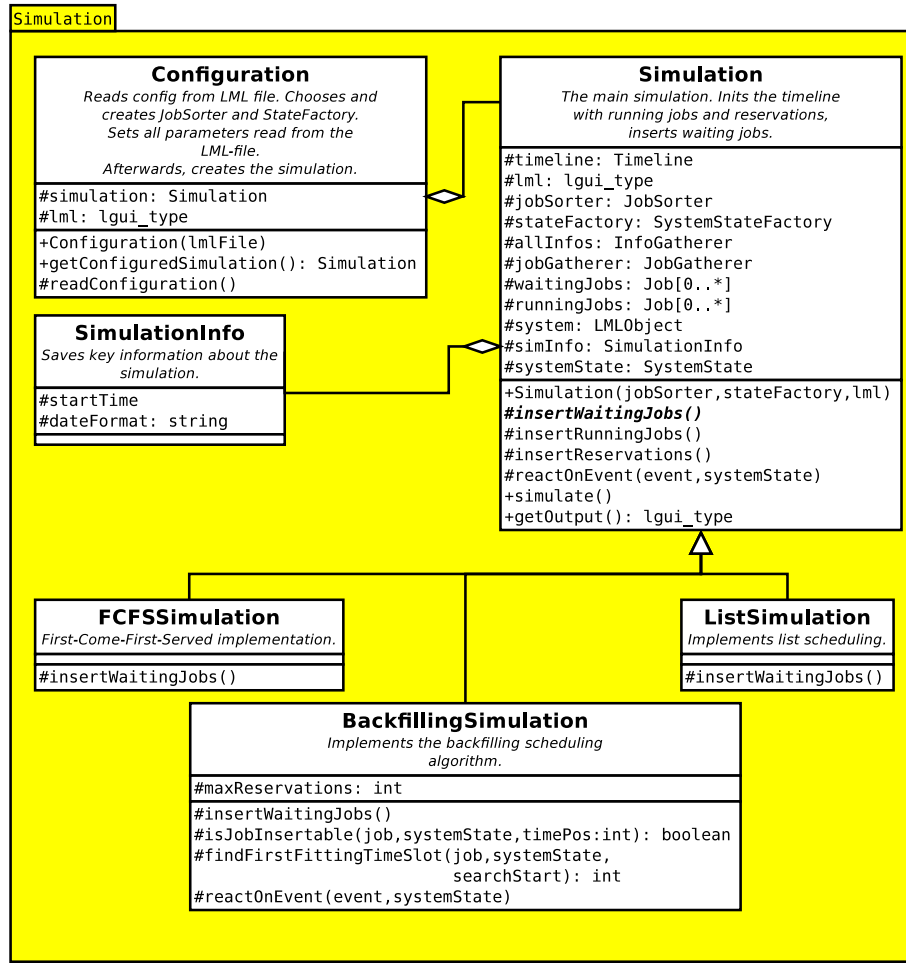 Simulation
Configuration
Reads config from LML file. Chooses and
creates JobSorter and StateFactory.
Sets all parameters read from the
LML-file.
Afterwards, creates the simulation.
#simulation: Simulation
#lml: lgui_type
+Configuration(lmlFile)
+getConfiguredSimulation(): Simulation
#readConfiguration()
Simulation
The main simulation. Inits the timeline
with running jobs and reservations,
inserts waiting jobs.
#timeline: Timeline
#lml: lgui_type
#jobSorter: JobSorter
#stateFactory: SystemStateFactory
#allInfos: InfoGatherer
#jobGatherer: JobGatherer
#waitingJobs: Job[0..*]
#runningJobs: Job[0..*]
#system: LMLObject
#simInfo: SimulationInfo
#systemState: SystemState
+Simulation(jobSorter,stateFactory,lml)
#insertWaitingJobs()
#insertRunningJobs()
#insertReservations()
#reactOnEvent(event,systemState)
+simulate()
+getOutput(): lgui_type
SimulationInfo
Saves key information about the
simulation.
#startTime
#dateFormat: string
FCFSSimulation
First-Come-First-Served implementation.
#insertWaitingJobs()
ListSimulation
Implements list scheduling.
#insertWaitingJobs()
BackfillingSimulation
Implements the backfilling scheduling
algorithm.
#maxReservations: int
#insertWaitingJobs()
#isJobInsertable(job,systemState,timePos:int): boolean
#findFirstFittingTimeSlot(job,systemState,
searchStart): int
#reactOnEvent(event,systemState)